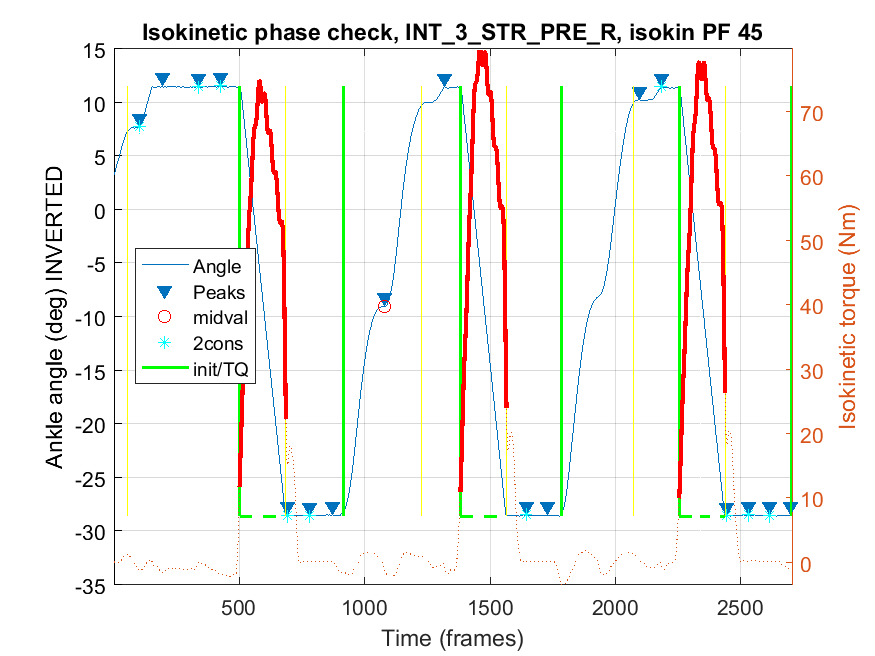 Isokinetic phase check, INT_3_STR_PRE_R, isokin PF 45
15
10
5
0
-5
-10
-15
-20
-25
-30
-35
Ankle angle (deg) INVERTED
Angle
Peaks
midval
2cons
init/TQ
70
60
50
40
30
20
10
0
Isokinetic torque (Nm)
500 1000 1500 2000 2500
Time (frames)